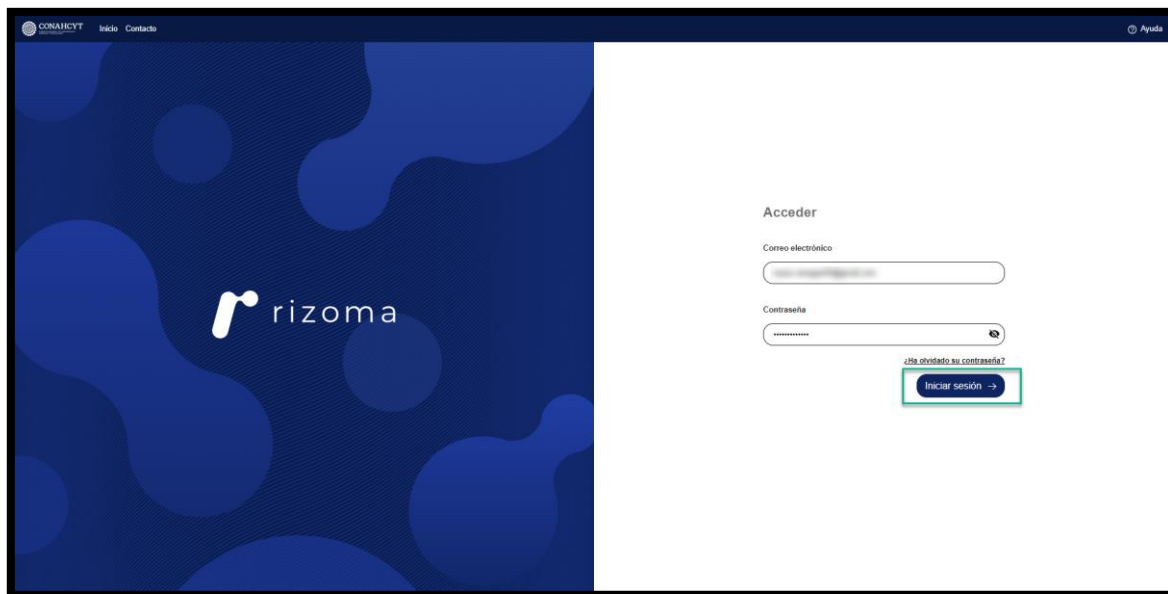 CONAHCYT Inicio Contacto Ayuda
rizoma
Acceder
Correo electrónico
Contraseña
¿Ha olvidado su contraseña?
Iniciar sesión →